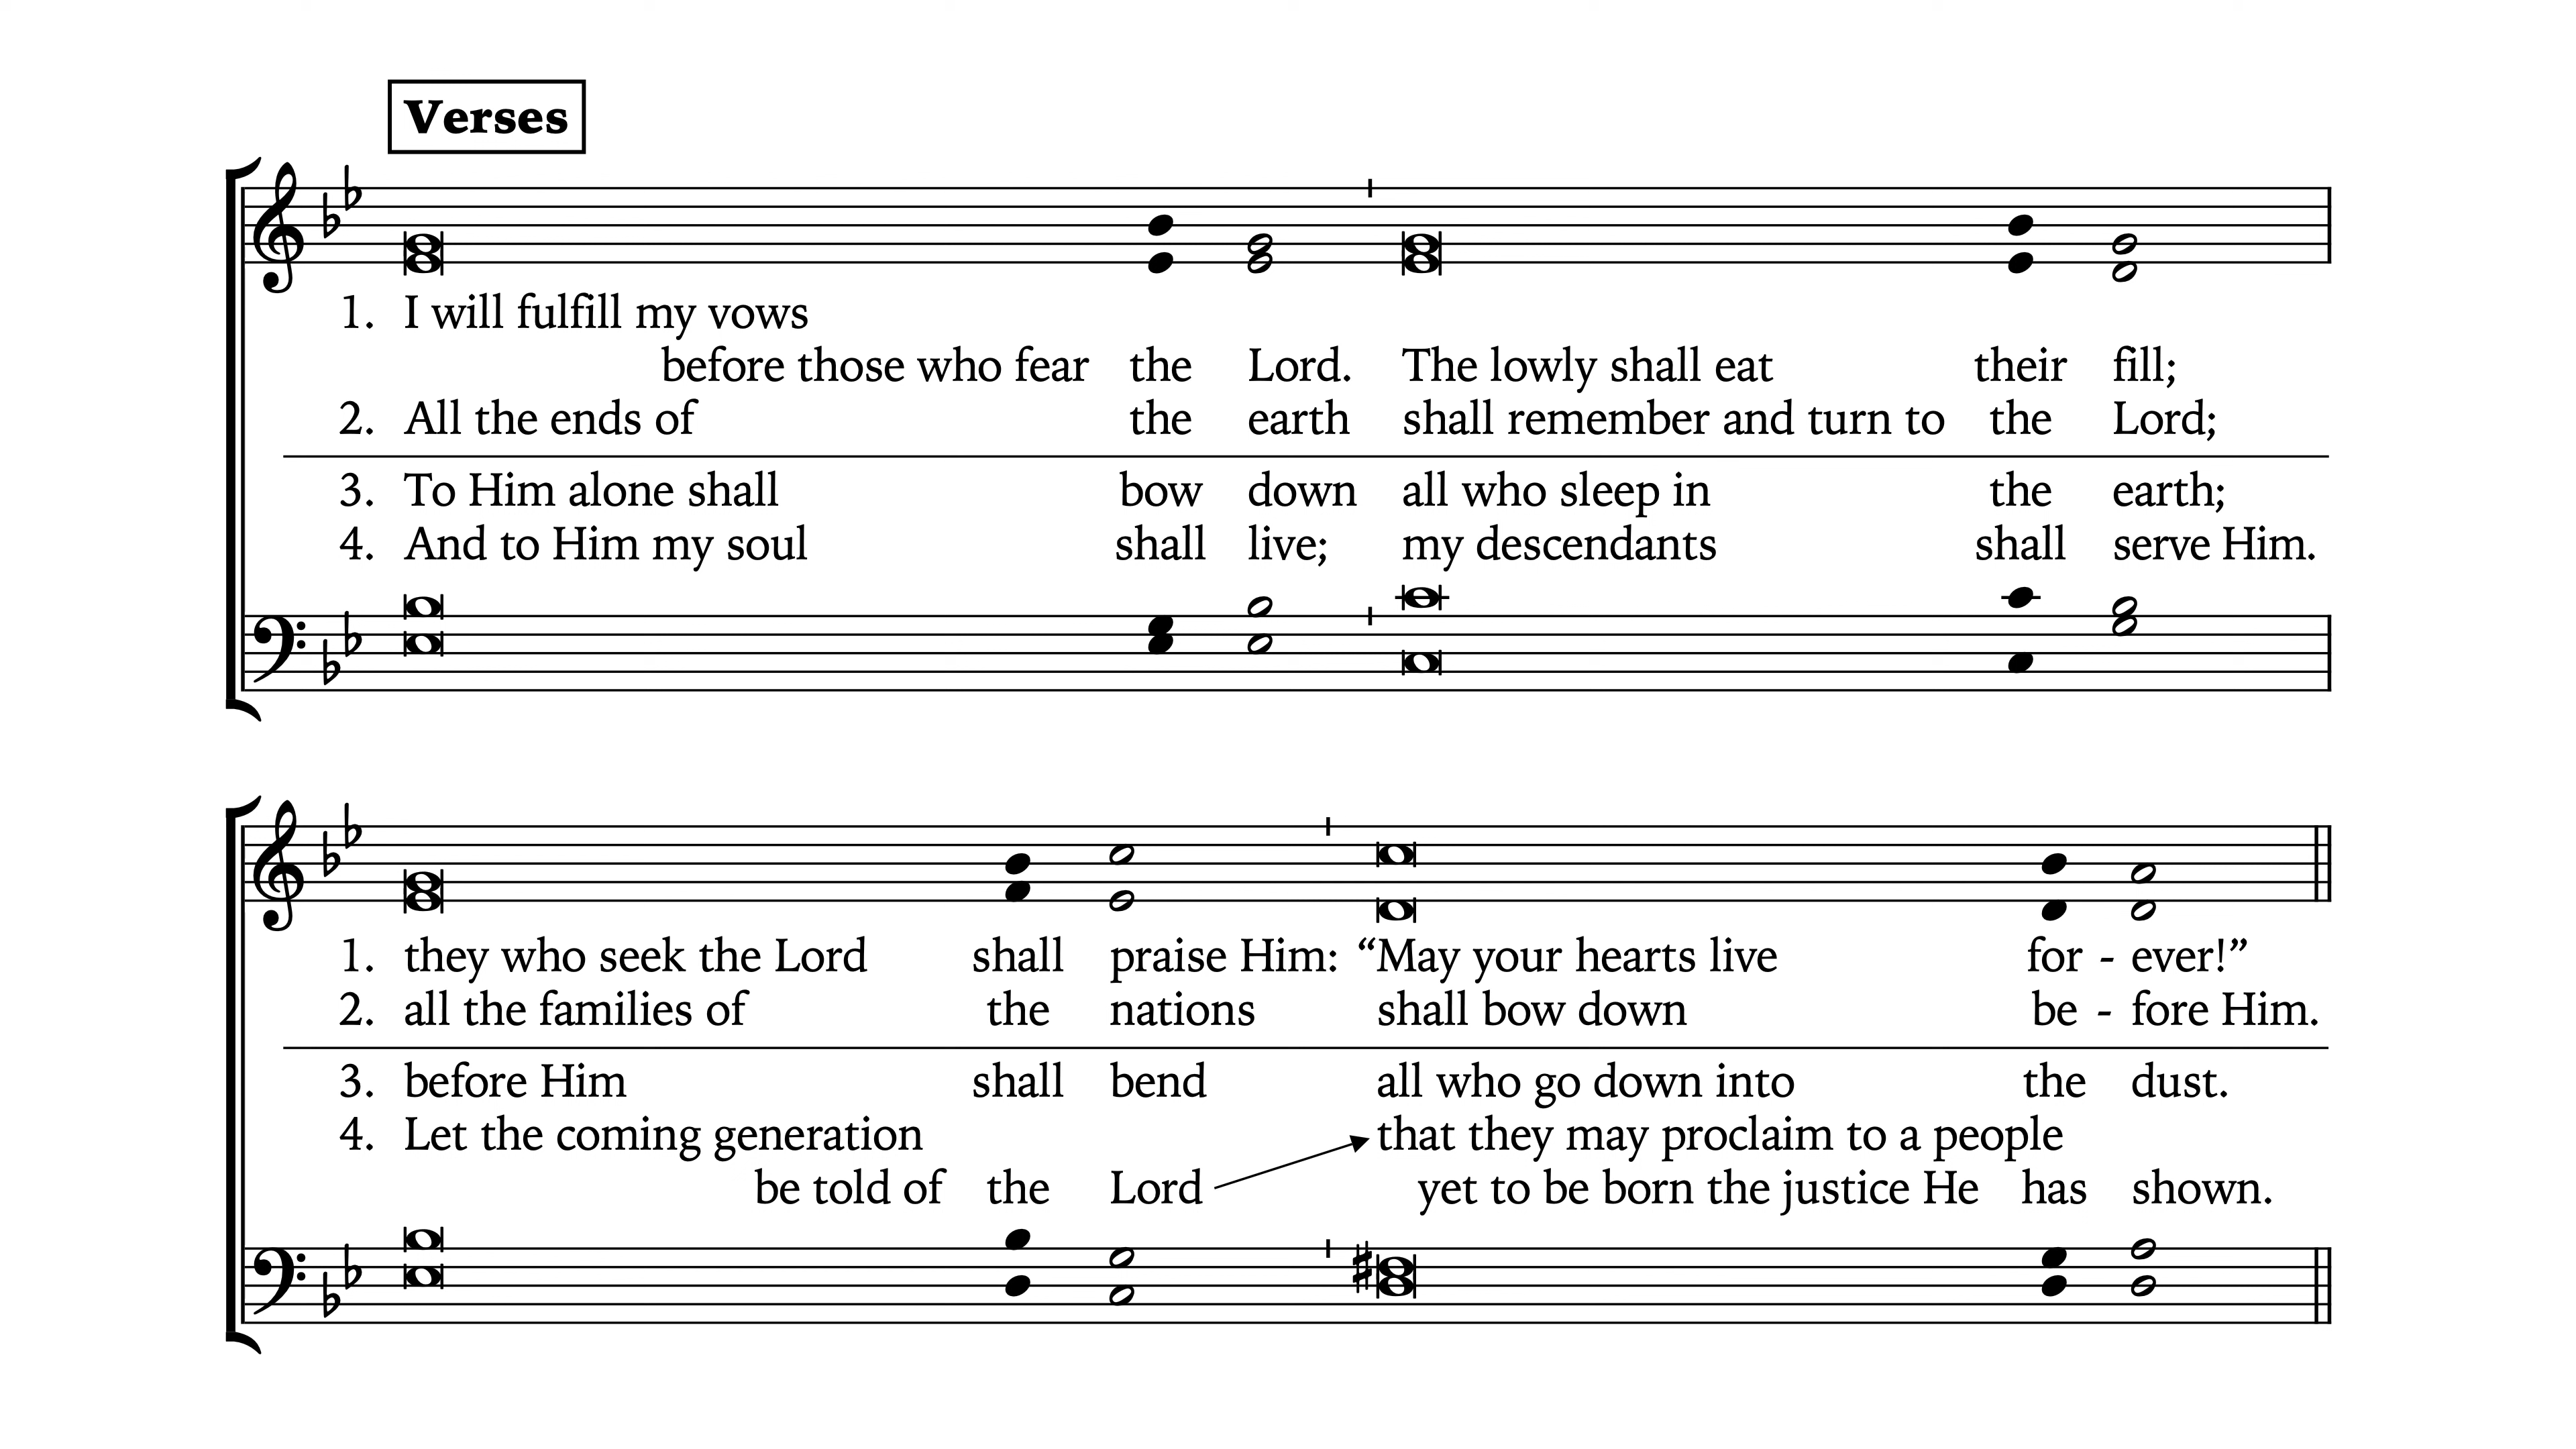 Verses
1. I will fulfill my vows
before those who fear the Lord. The lowly shall eat their fill;
2. All the ends of the earth shall remember and turn to the Lord;
3. To Him alone shall bow down all who sleep in the earth;
4. And to Him my soul shall live; my descendants shall serve Him.
1. they who seek the Lord shall praise Him: “May your hearts live for - ever!”
2. all the families of the nations shall bow down be - fore Him.
3. before Him shall bend all who go down into the dust.
4. Let the coming generation that they may proclaim to a people
be told of the Lord yet to be born the justice He has shown.